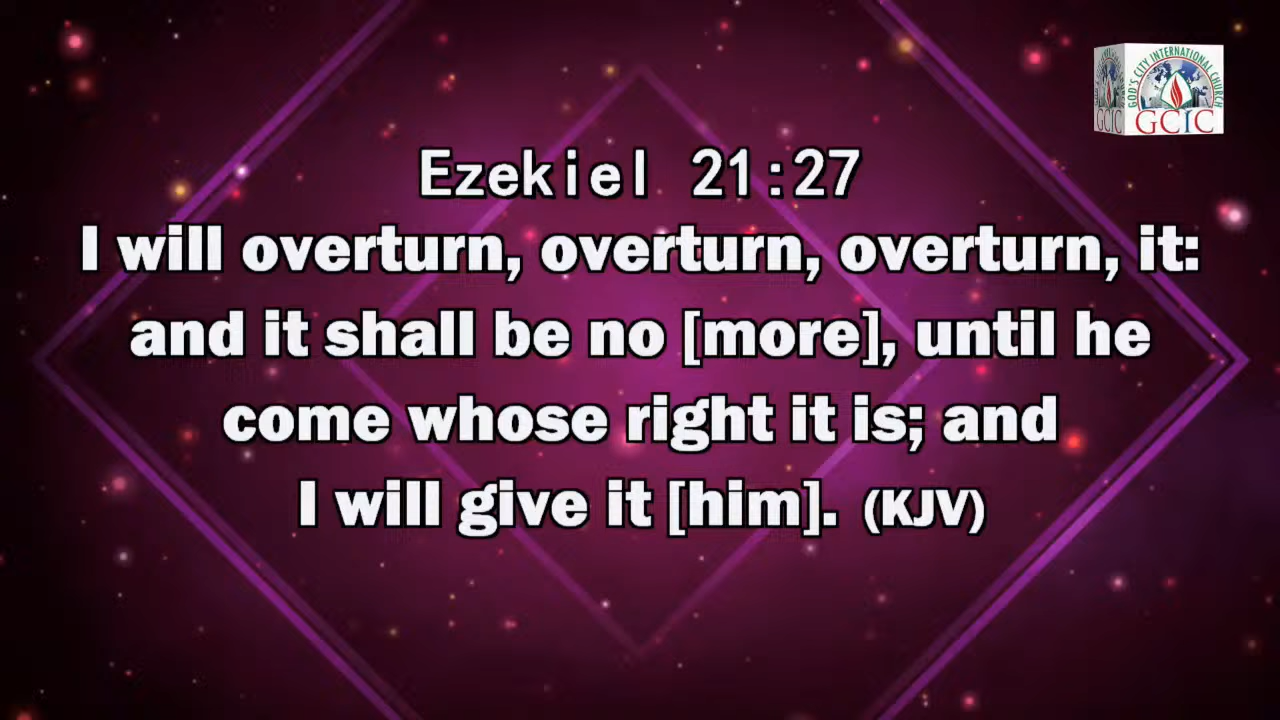 GOD'S CITY INTERNATIONAL CHURCH
GCIC
GCIC
Ezekiel 21:27
I will overturn, overturn, overturn, it:
and it shall be no [more], until he
come whose right it is; and
I will give it [him]. (KJV)